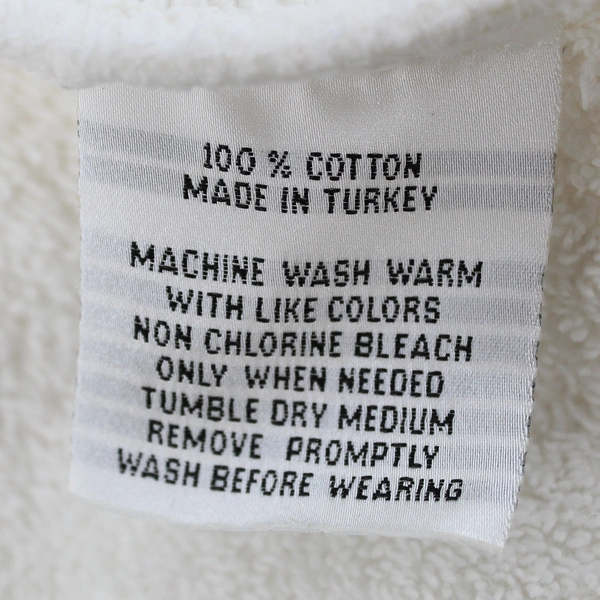 100 % COTTON
MADE IN TURKEY
MACHINE WASH WARM
WITH LIKE COLORS
NON CHLORINE BLEACH
ONLY WHEN NEEDED
TUMBLE DRY MEDIUM
REMOVE PROMPTLY
WASH BEFORE WEARING